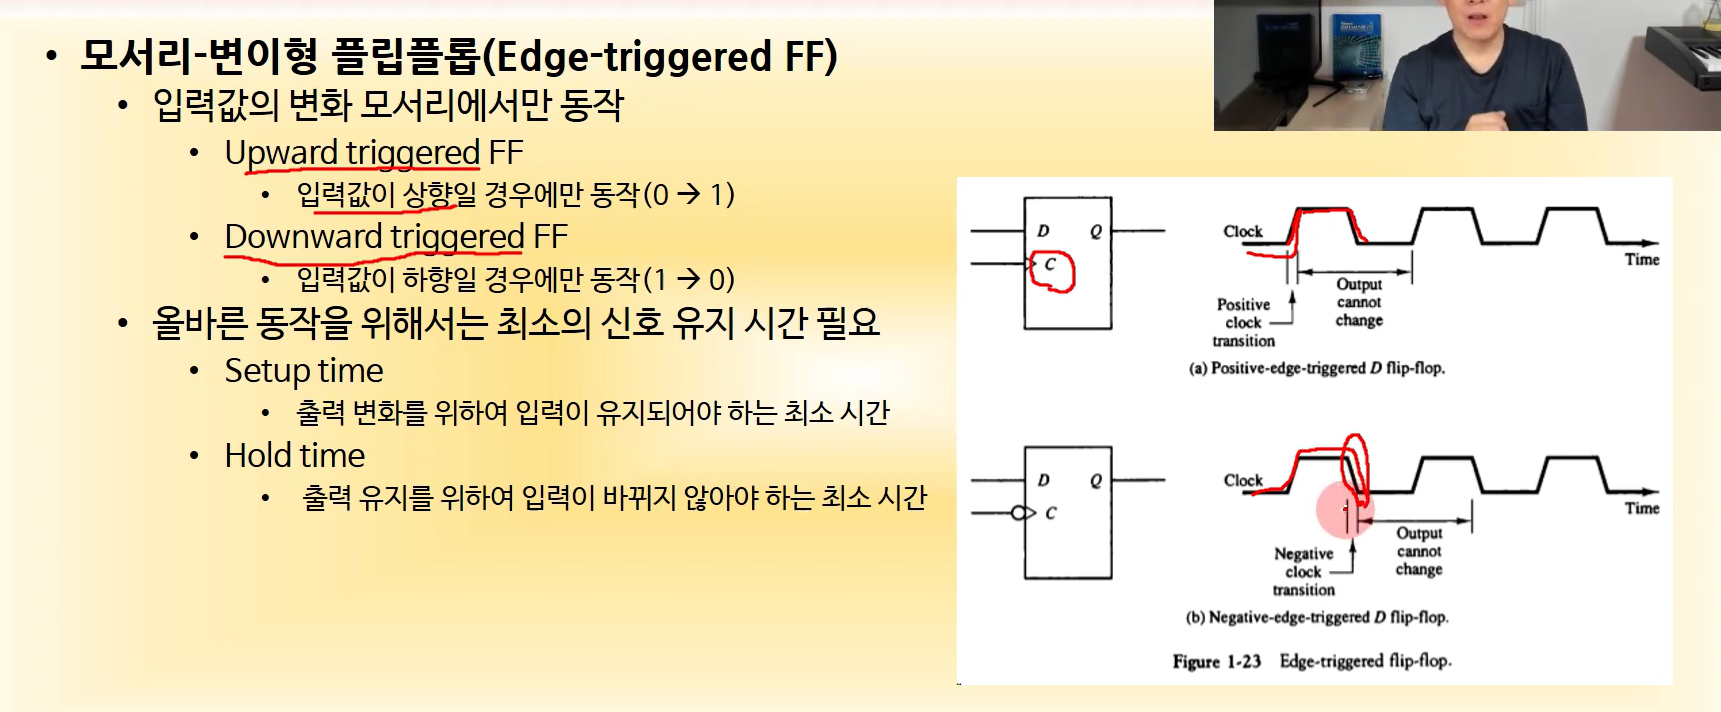 • 모서리-변이형 플립플롭(Edge-triggered FF)
• 입력값의 변화 모서리에서만 동작
• Upward triggered FF
• 입력값이 상향일 경우에만 동작(0 → 1)
• Downward triggered FF
• 입력값이 하향일 경우에만 동작(1 → 0)
• 올바른 동작을 위해서는 최소의 신호 유지 시간 필요
• Setup time
• 출력 변화를 위하여 입력이 유지되어야 하는 최소 시간
• Hold time
• 출력 유지를 위하여 입력이 바뀌지 않아야 하는 최소 시간
D Q
C
Clock
Time
Output
cannot
change
Positive
clock
transition
(a) Positive-edge-triggered D flip-flop.
D Q
C
Clock
Time
Output
cannot
change
Negative
clock
transition
(b) Negative-edge-triggered D flip-flop.
Figure 1-23 Edge-triggered flip-flop.